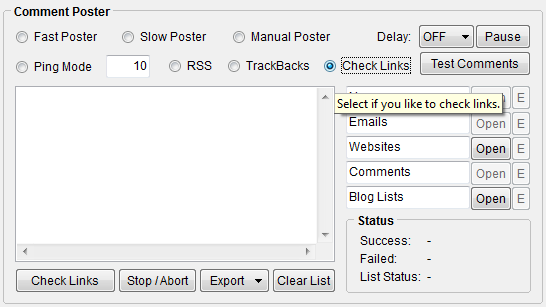 Comment Poster
Fast Poster Slow Poster Manual Poster Delay: OFF Pause
Ping Mode 10 RSS TrackBacks Check Links Test Comments
Select if you like to check links.
Emails Open E
Websites Open E
Comments Open E
Blog Lists Open E
Status
Success: -
Failed: -
List Status: -
Check Links Stop / Abort Export Clear List